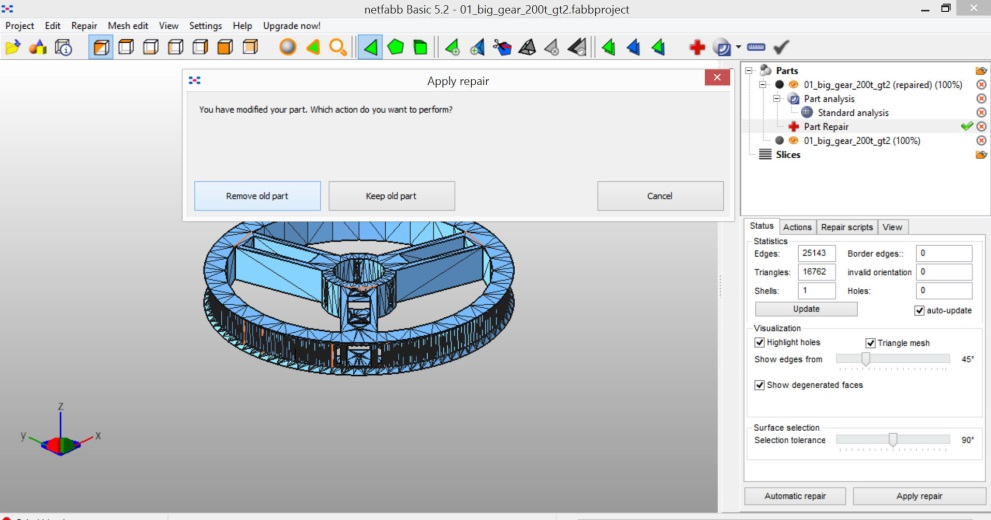 netfabb Basic 5.2 - 01_big_gear_200t_gt2.fabbproject
Project Edit Repair Mesh edit View Settings Help Upgrade now!
Apply repair
You have modified your part. Which action do you want to perform?
Remove old part Keep old part Cancel
Parts
01_big_gear_200t_gt2 (repaired) (100%)
Part analysis
Standard analysis
Part Repair
01_big_gear_200t_gt2 (100%)
Slices
Status Actions Repair scripts View
Statistics
Edges: 25143 Border edges:: 0
Triangles: 16762 invalid orientation 0
Shells: 1 Holes: 0
Update auto-update
Visualization
Highlight holes Triangle mesh
Show edges from 45°
Show degenerated faces
Surface selection
Selection tolerance 90°
Automatic repair Apply repair
z
y x